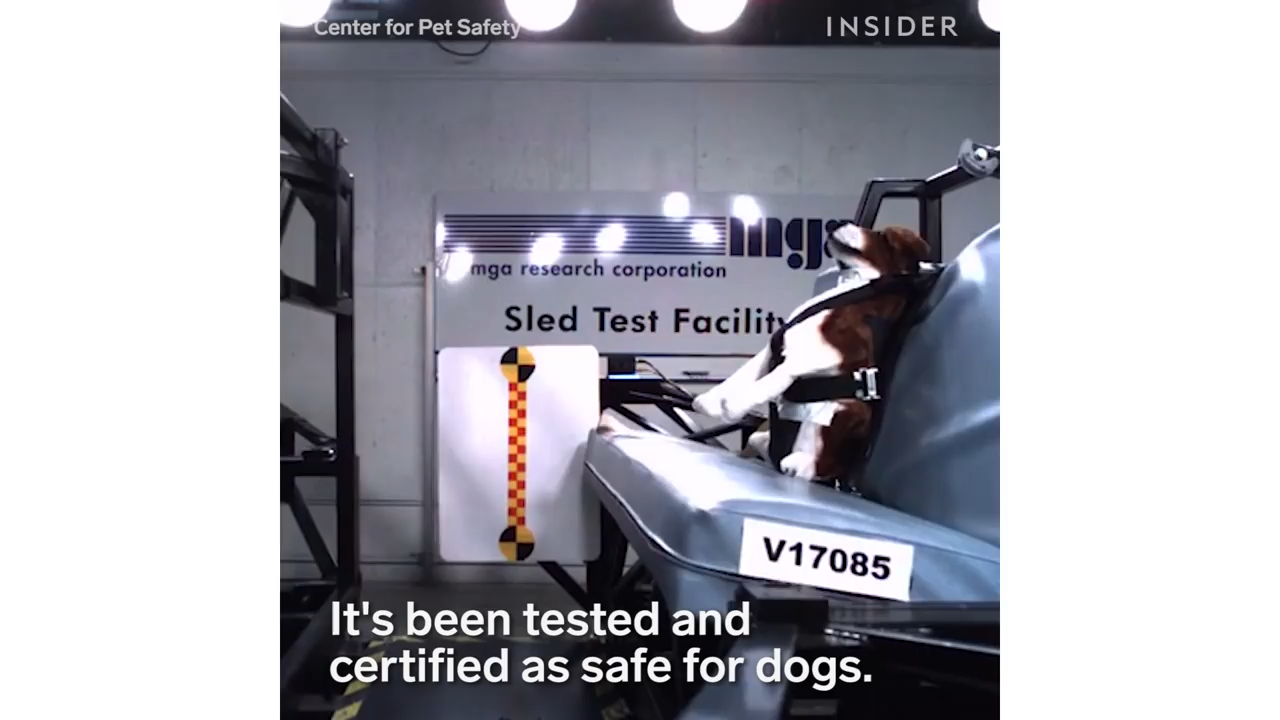 Center for Pet Safety
INSIDER
mga
mga research corporation
Sled Test Facility
V17085
It's been tested and
certified as safe for dogs.